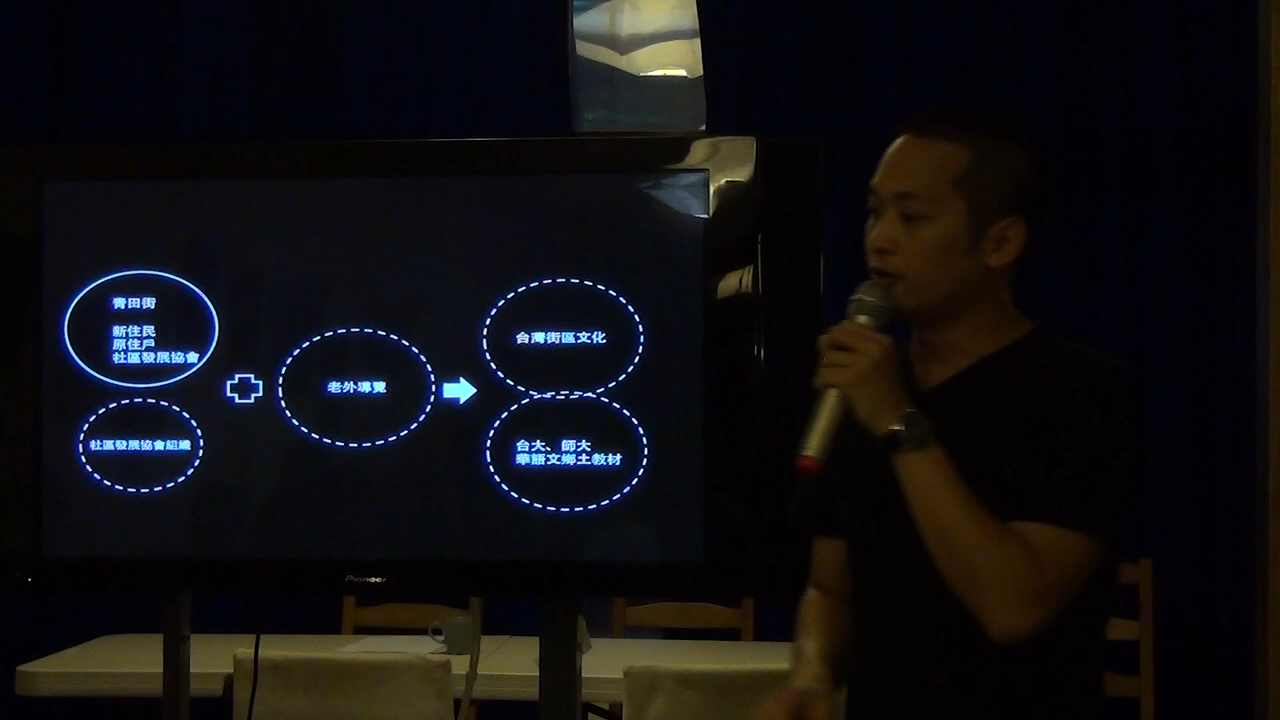 青田街
新住民
原住戶
社區發展協會
社區發展協會組織
老外導覽
台灣街區文化
台大、師大
華語文鄉土教材
Pioneer